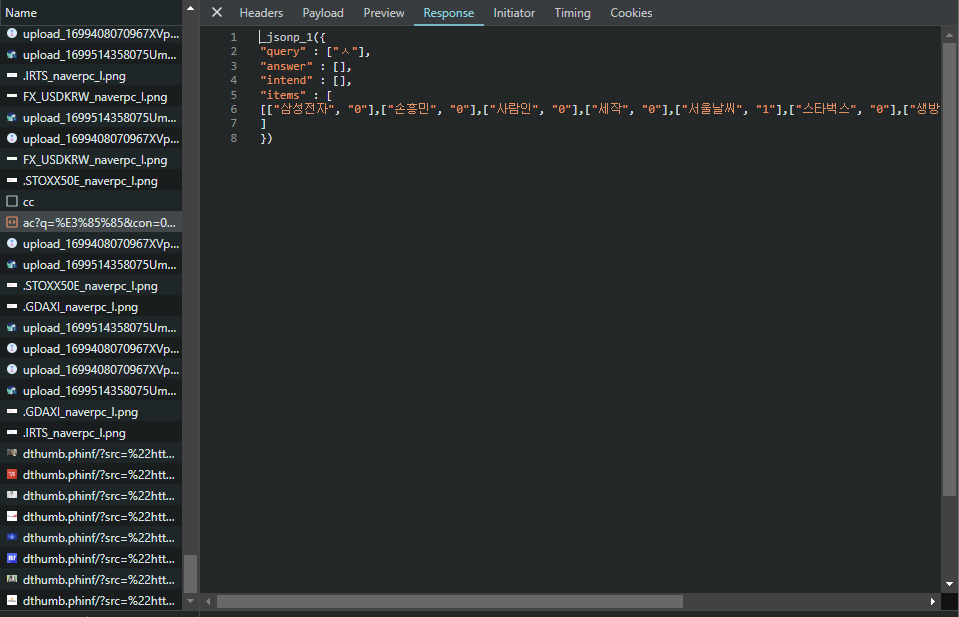 Name
upload_1699408070967XVp...
upload_1699514358075Um...
.IRTS_naverpc_l.png
FX_USDKRW_naverpc_l.png
upload_1699514358075Um...
upload_1699408070967XVp...
FX_USDKRW_naverpc_l.png
.STOXX50E_naverpc_l.png
cc
ac?q=%E3%85%85&con=0...
upload_1699408070967XVp...
upload_1699514358075Um...
.STOXX50E_naverpc_l.png
.GDAXI_naverpc_l.png
upload_1699514358075Um...
upload_1699408070967XVp...
upload_1699408070967XVp...
upload_1699514358075Um...
.GDAXI_naverpc_l.png
.IRTS_naverpc_l.png
dthumb.phinf/?src=%22htt...
dthumb.phinf/?src=%22htt...
dthumb.phinf/?src=%22htt...
dthumb.phinf/?src=%22htt...
dthumb.phinf/?src=%22htt...
dthumb.phinf/?src=%22htt...
dthumb.phinf/?src=%22htt...
dthumb.phinf/?src=%22htt...
Headers Payload Preview Response Initiator Timing Cookies
1 _jsonp_1({
2 "query" : ["ㅅ"],
3 "answer" : [],
4 "intend" : [],
5 "items" : [
6 [["삼성전자", "0"],["손흥민", "0"],["사람인", "0"],["세작", "0"],["서울날씨", "1"],["스타벅스", "0"],["생방
7 ]
8 })